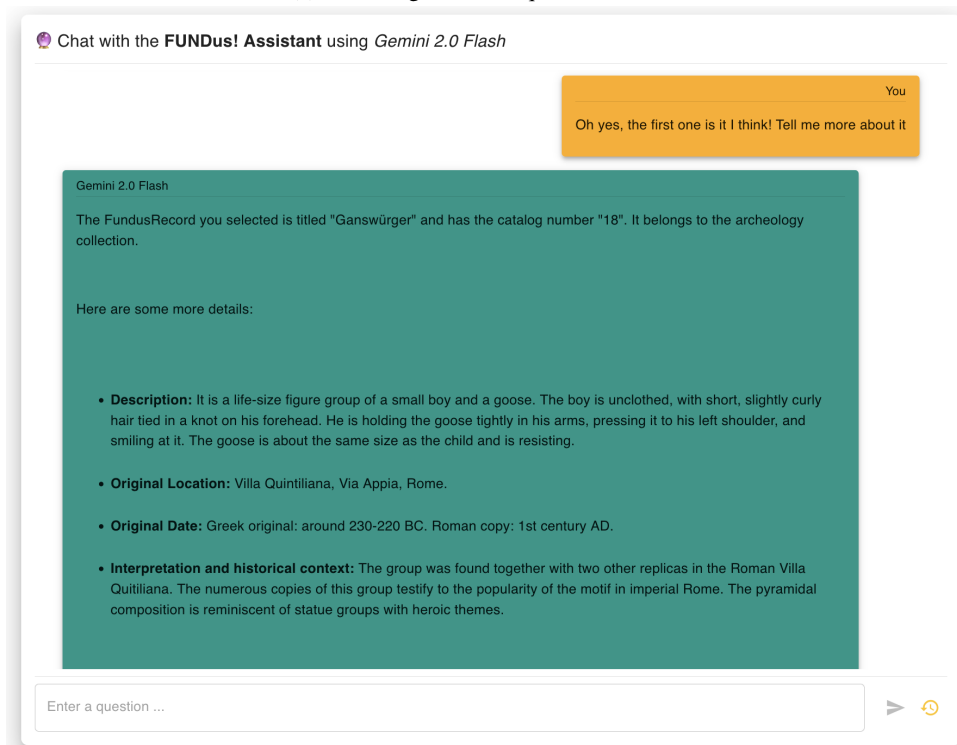 Chat with the FUNDus! Assistant using Gemini 2.0 Flash
You
Oh yes, the first one is it I think! Tell me more about it
Gemini 2.0 Flash
The FundusRecord you selected is titled "Ganswürger" and has the catalog number "18". It belongs to the archeology
collection.
Here are some more details:
• Description: It is a life-size figure group of a small boy and a goose. The boy is unclothed, with short, slightly curly
hair tied in a knot on his forehead. He is holding the goose tightly in his arms, pressing it to his left shoulder, and
smiling at it. The goose is about the same size as the child and is resisting.
• Original Location: Villa Quintiliana, Via Appia, Rome.
• Original Date: Greek original: around 230-220 BC. Roman copy: 1st century AD.
• Interpretation and historical context: The group was found together with two other replicas in the Roman Villa
Quitiliana. The numerous copies of this group testify to the popularity of the motif in imperial Rome. The pyramidal
composition is reminiscent of statue groups with heroic themes.
Enter a question ...